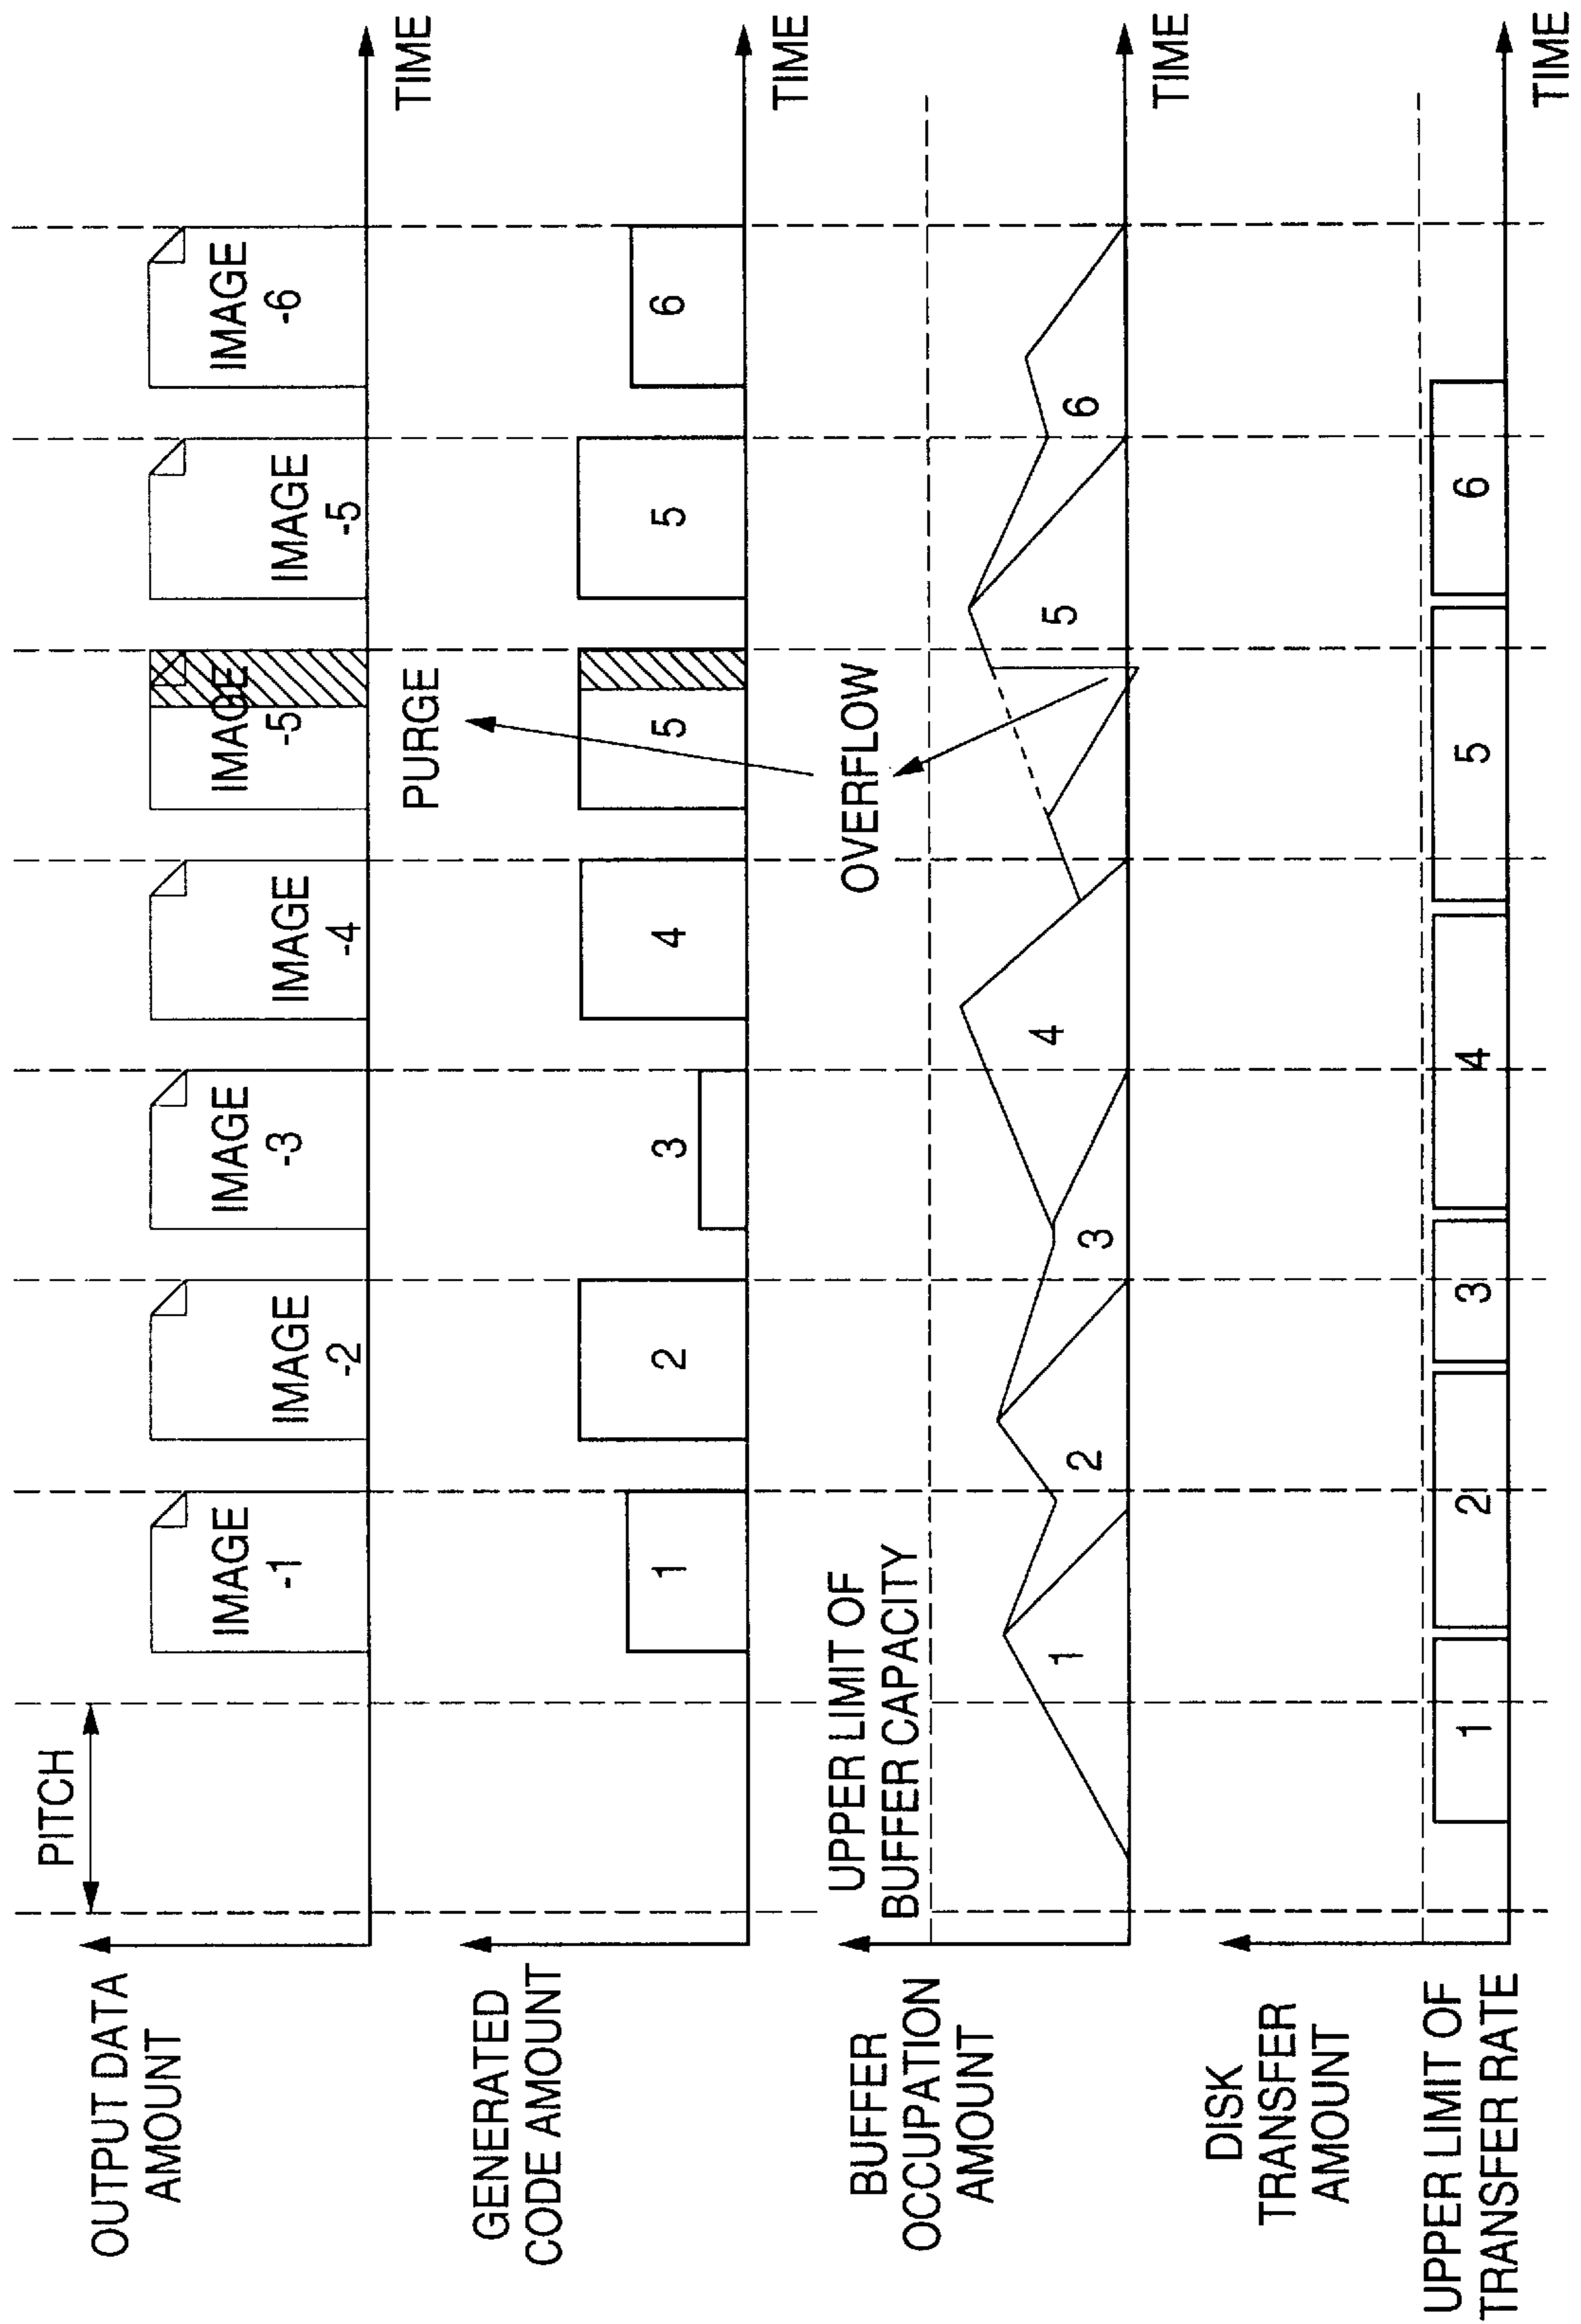 PITCH
OUTPUT DATA
AMOUNT
IMAGE
-1
IMAGE
-2
IMAGE
-3
IMAGE
-4
IMAGE
-5
IMAGE
-5
IMAGE
-6
TIME
PURGE
GENERATED
CODE AMOUNT
1
2
3
4
5
5
6
TIME
UPPER LIMIT OF
BUFFER CAPACITY
OVERFLOW
BUFFER
OCCUPATION
AMOUNT
1
2
3
4
5
6
TIME
DISK
TRANSFER
AMOUNT
UPPER LIMIT OF
TRANSFER RATE
1
2
3
4
5
6
TIME